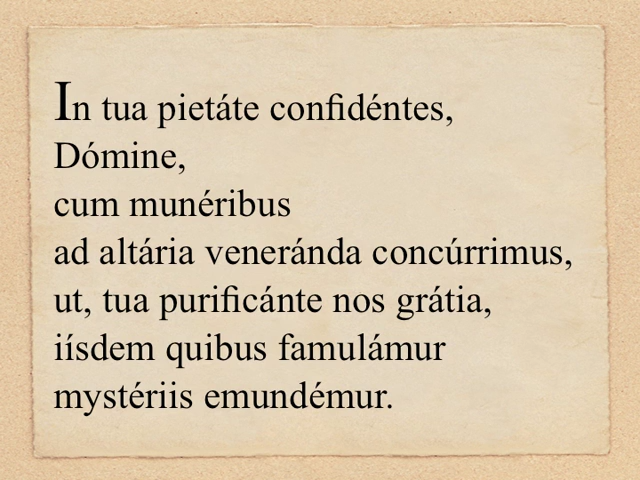 In tua pietáte confidéntes,
Dómine,
cum munéribus
ad altária veneránda concúrrimus,
ut, tua purificánte nos grátia,
iísdem quibus famulámur
mystériis emundémur.